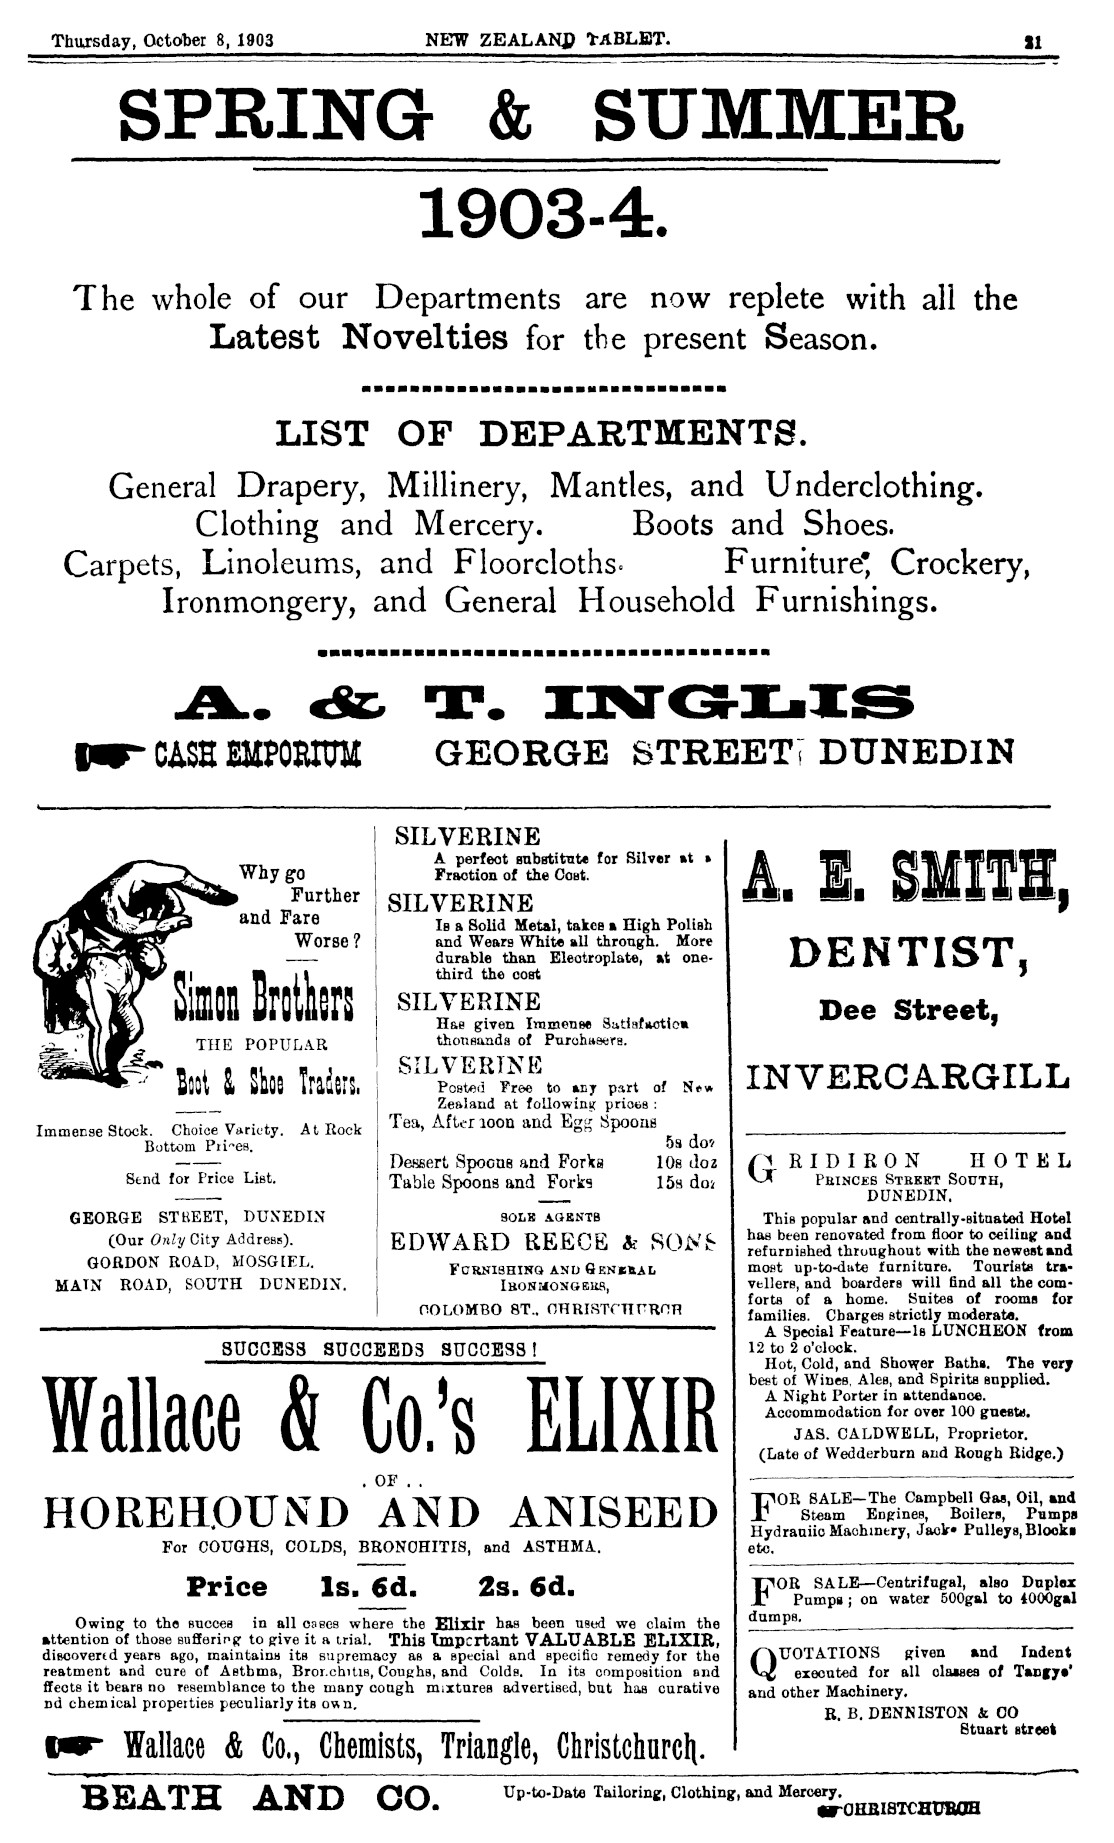 Thursday, October 8, 1903
NEW ZEALAND TABLET.
21
SPRING & SUMMER
1903-4.
The whole of our Departments are now replete with all the
Latest Novelties for the present Season.
LIST OF DEPARTMENTS.
General Drapery, Millinery, Mantles, and Underclothing.
Clothing and Mercery. Boots and Shoes.
Carpets, Linoleums, and Floorcloths. Furniture, Crockery,
Ironmongery, and General Household Furnishings.
A. & T. INGLIS
CASH EMPORIUM GEORGE STREET, DUNEDIN
Why go
Further
and Fare
Worse?
Simon Brothers
THE POPULAR
Boot & Shoe Traders.
Immense Stock. Choice Variety. At Rock
Bottom Prices.
Send for Price List.
GEORGE STREET, DUNEDIN
(Our Only City Address).
GORDON ROAD, MOSGIEL.
MAIN ROAD, SOUTH DUNEDIN.
SILVERINE
A perfect substitute for Silver at a
Fraction of the Cost.
SILVERINE
Is a Solid Metal, takes a High Polish
and Wears White all through. More
durable than Electroplate, at one-
third the cost
SILVERINE
Has given Immense Satisfaction
thousands of Purchasers.
SILVERINE
Posted Free to any part of New
Zealand at following prices :
Tea, Afternoon and Egg Spoons
5s doz
Dessert Spoons and Forks 10s doz
Table Spoons and Forks 15s doz
SOLE AGENTS
EDWARD REECE & SONS
FURNISHING AND GENERAL
IRONMONGERS,
COLOMBO ST., CHRISTCHURCH
A. E. SMITH,
DENTIST,
Dee Street,
INVERCARGILL
GRIDIRON HOTEL
PRINCES STREET SOUTH,
DUNEDIN.
This popular and centrally-situated Hotel
has been renovated from floor to ceiling and
refurnished throughout with the newest and
most up-to-date furniture. Tourists tra-
vellers, and boarders will find all the com-
forts of a home. Suites of rooms for
families. Charges strictly moderate.
A Special Feature—1s LUNCHEON from
12 to 2 o'clock.
Hot, Cold, and Shower Baths. The very
best of Wines, Ales, and Spirits supplied.
A Night Porter in attendance.
Accommodation for over 100 guests.
JAS. CALDWELL, Proprietor.
(Late of Wedderburn and Rough Ridge.)
FOR SALE—The Campbell Gas, Oil, and
Steam Engines, Boilers, Pumps
Hydraulic Machinery, Jacks Pulleys, Blocks
etc.
FOR SALE—Centrifugal, also Duplex
Pumps ; on water 500gal to 4000gal
dumps.
QUOTATIONS given and Indent
executed for all classes of Tangys'
and other Machinery.
R. B. DENNISTON & CO
Stuart street
SUCCESS SUCCEEDS SUCCESS!
Wallace & Co.'s ELIXIR
. OF . .
HOREHOUND AND ANISEED
For COUGHS, COLDS, BRONCHITIS, and ASTHMA.
Price 1s. 6d. 2s. 6d.
Owing to the succes in all cases where the Elixir has been used we claim the
attention of those suffering to give it a trial. This Important VALUABLE ELIXIR,
discovered years ago, maintains its supremacy as a special and specific remedy for the
reatment and cure of Asthma, Bronchitis, Coughs, and Colds. In its composition and
ffects it bears no resemblance to the many cough mixtures advertised, but has curative
nd chemical properties peculiarly its own.
Wallace & Co., Chemists, Triangle, Christchurch.
BEATH AND CO. Up-to-Date Tailoring, Clothing, and Mercery.
CHRISTCHURCH